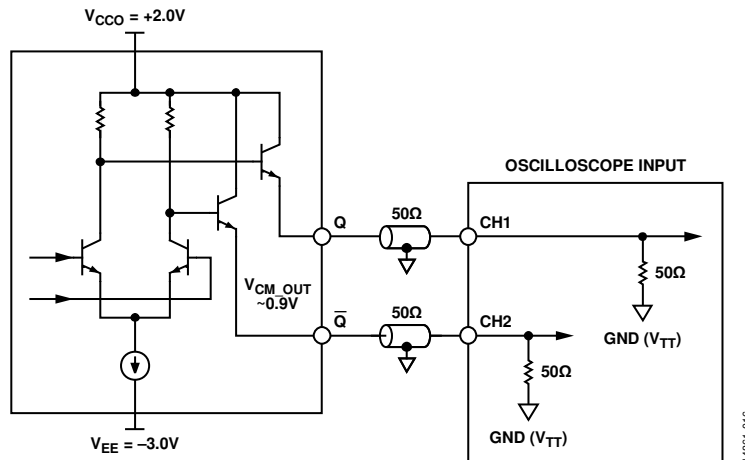 V_CCO = +2.0V
OSCILLOSCOPE INPUT
Q
50Ω
CH1
50Ω
GND (V_TT)
V_CM_OUT
~0.9V
Q̅
50Ω
CH2
50Ω
GND (V_TT)
V_EE = –3.0V